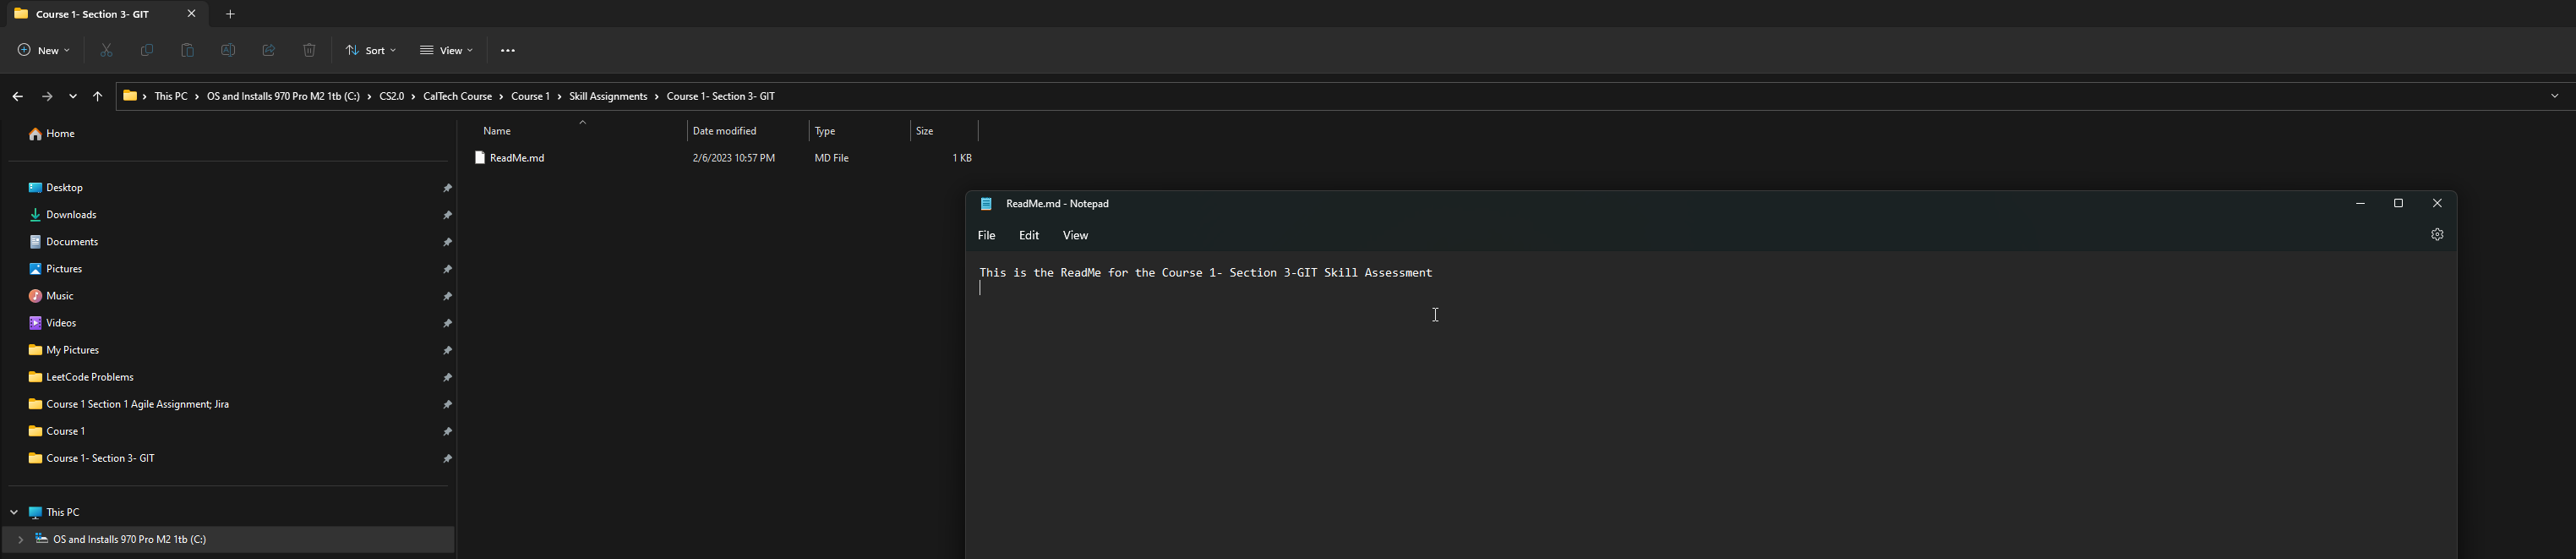 Course 1- Section 3- GIT
New
Sort
View
This PC
OS and Installs 970 Pro M2 1tb (C:)
CS2.0
CalTech Course
Course 1
Skill Assignments
Course 1- Section 3- GIT
Home
Desktop
Downloads
Documents
Pictures
Music
Videos
My Pictures
LeetCode Problems
Course 1 Section 1 Agile Assignment; Jira
Course 1
Course 1- Section 3- GIT
This PC
OS and Installs 970 Pro M2 1tb (C:)
Name Date modified Type Size
ReadMe.md 2/6/2023 10:57 PM MD File 1 KB
ReadMe.md - Notepad
File Edit View
This is the ReadMe for the Course 1- Section 3-GIT Skill Assessment